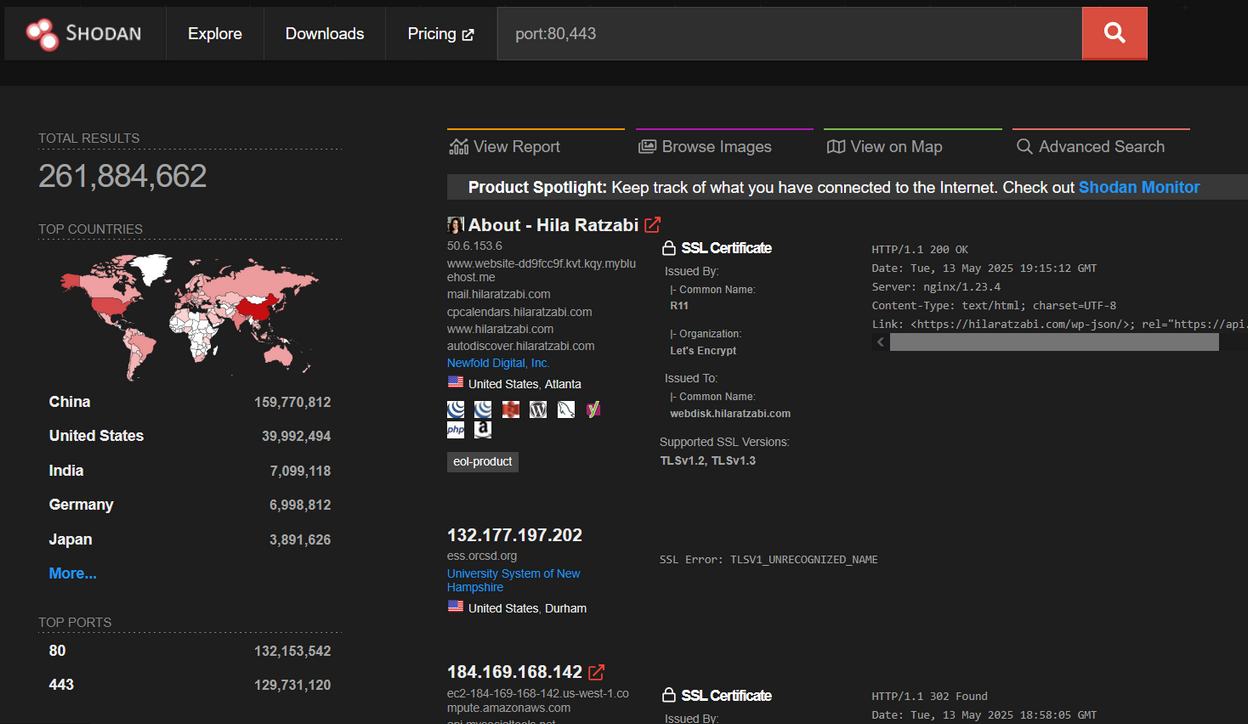 SHODAN
Explore
Downloads
Pricing
port:80,443
TOTAL RESULTS
261,884,662
TOP COUNTRIES
China 159,770,812
United States 39,992,494
India 7,099,118
Germany 6,998,812
Japan 3,891,626
More...
TOP PORTS
80 132,153,542
443 129,731,120
View Report
Browse Images
View on Map
Advanced Search
Product Spotlight: Keep track of what you have connected to the Internet. Check out Shodan Monitor
About - Hila Ratzabi
50.6.153.6
www.website-dd9fcc9f.kvt.kqy.myblu
ehost.me
mail.hilaratzabi.com
cpcalendars.hilaratzabi.com
www.hilaratzabi.com
autodiscover.hilaratzabi.com
Newfold Digital, Inc.
United States, Atlanta
php
a
eol-product
SSL Certificate
Issued By:
|- Common Name:
R11
|- Organization:
Let's Encrypt
Issued To:
|- Common Name:
webdisk.hilaratzabi.com
Supported SSL Versions:
TLSv1.2, TLSv1.3
HTTP/1.1 200 OK
Date: Tue, 13 May 2025 19:15:12 GMT
Server: nginx/1.23.4
Content-Type: text/html; charset=UTF-8
Link: <https://hilaratzabi.com/wp-json/>; rel="https://api.
132.177.197.202
ess.orcsd.org
University System of New
Hampshire
United States, Durham
SSL Error: TLSV1_UNRECOGNIZED_NAME
184.169.168.142
ec2-184-169-168-142.us-west-1.co
mpute.amazonaws.com
api.mysocialtools.net
SSL Certificate
Issued By:
HTTP/1.1 302 Found
Date: Tue, 13 May 2025 18:58:05 GMT